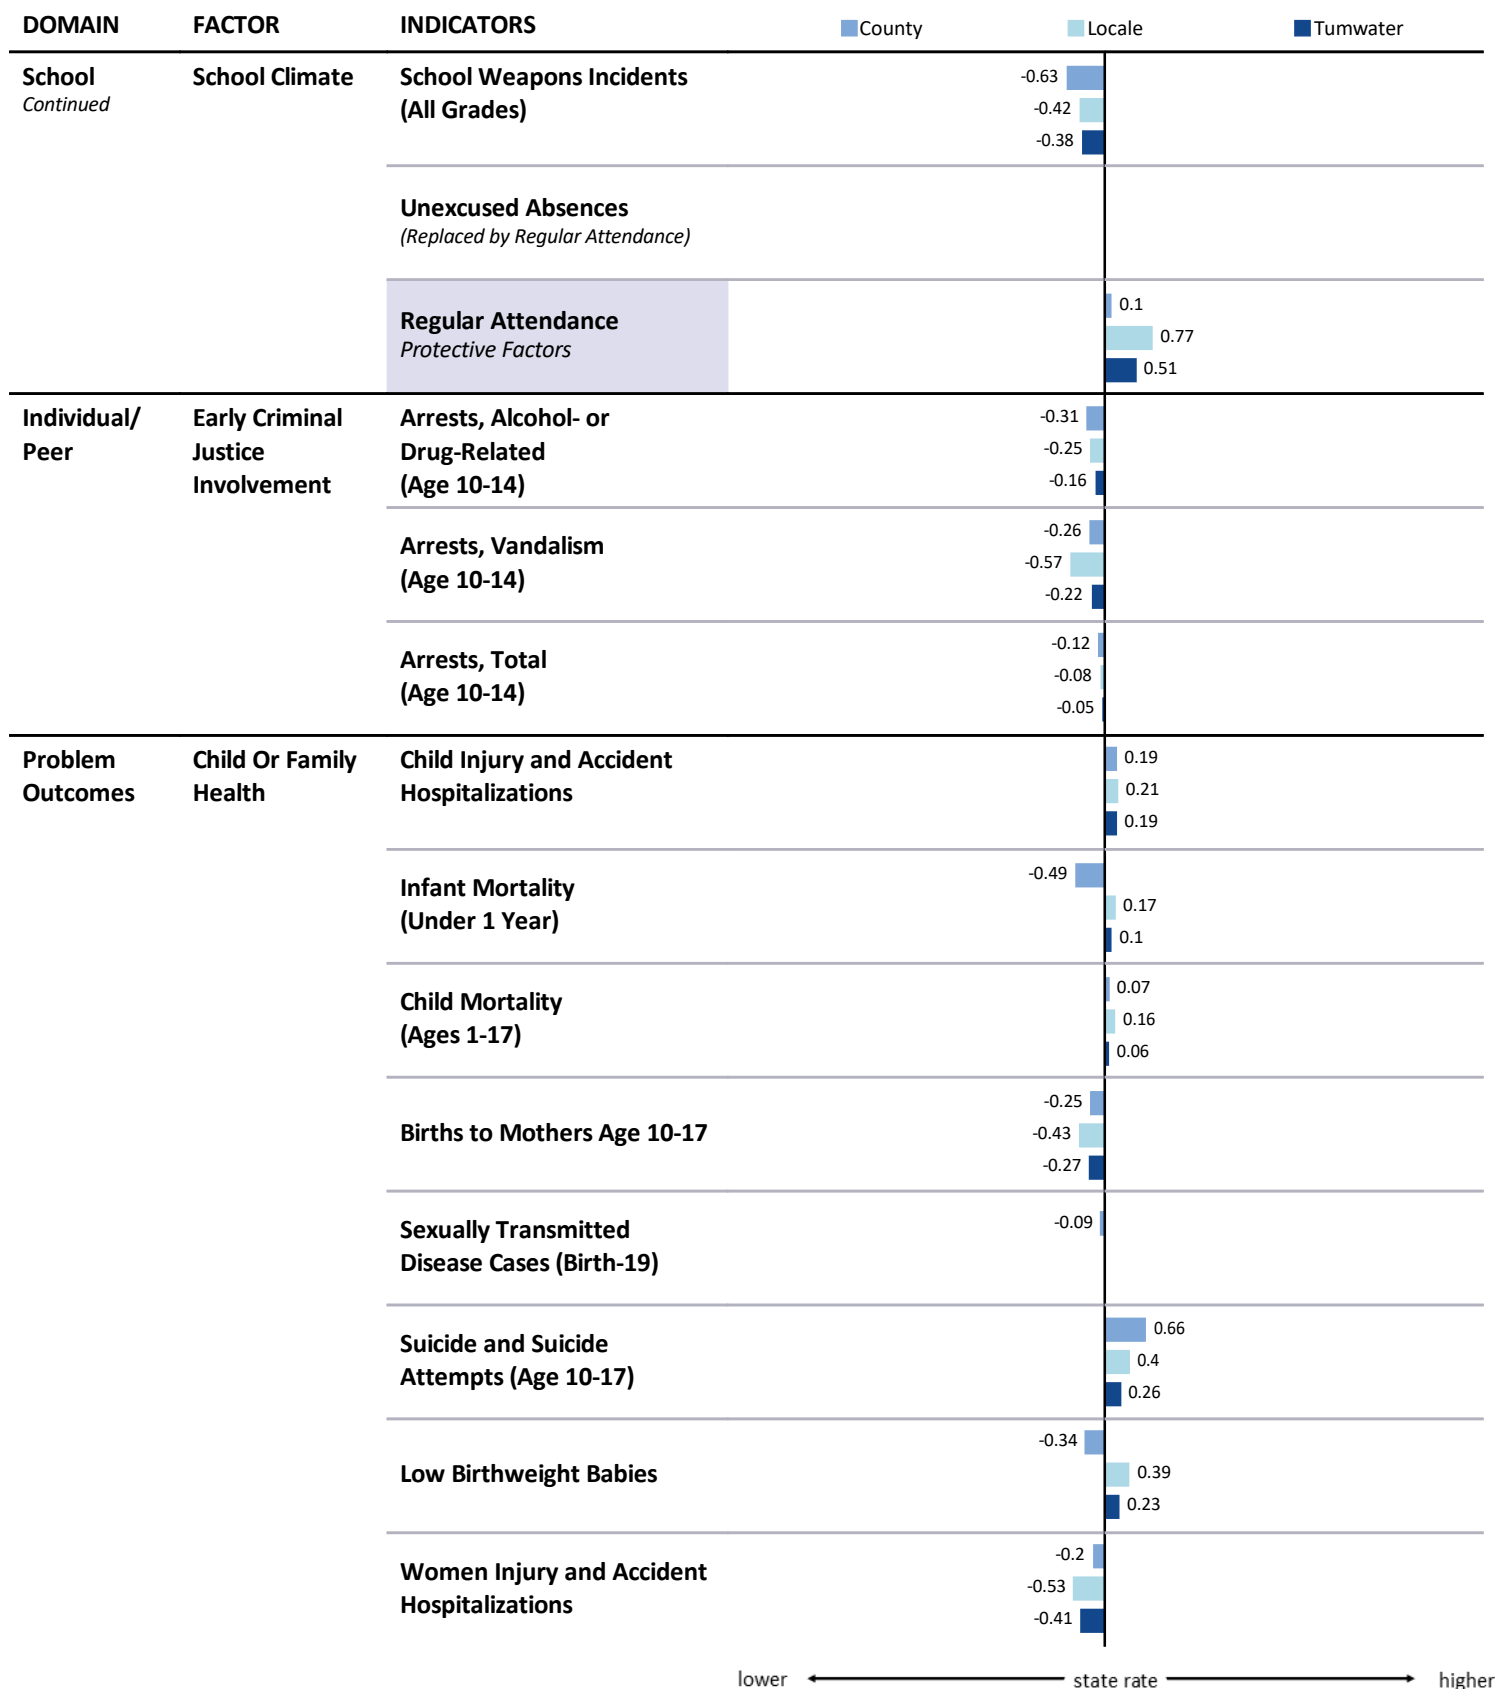 DOMAIN FACTOR INDICATORS County Locale Tumwater
School School Climate School Weapons Incidents -0.63
Continued (All Grades) -0.42
-0.38
Unexcused Absences
(Replaced by Regular Attendance)
0.1
Regular Attendance 0.77
Protective Factors 0.51
Individual/ Early Criminal Arrests, Alcohol- or -0.31
Peer Justice Drug-Related -0.25
Involvement (Age 10-14) -0.16
-0.26
Arrests, Vandalism -0.57
(Age 10-14) -0.22
-0.12
Arrests, Total -0.08
(Age 10-14) -0.05
Problem Child Or Family Child Injury and Accident 0.19
Outcomes Health Hospitalizations 0.21
0.19
-0.49
Infant Mortality 0.17
(Under 1 Year) 0.1
0.07
Child Mortality 0.16
(Ages 1-17) 0.06
-0.25
Births to Mothers Age 10-17 -0.43
-0.27
-0.09
Sexually Transmitted
Disease Cases (Birth-19)
0.66
Suicide and Suicide 0.4
Attempts (Age 10-17) 0.26
-0.34
Low Birthweight Babies 0.39
0.23
-0.2
Women Injury and Accident -0.53
Hospitalizations -0.41
lower state rate higher